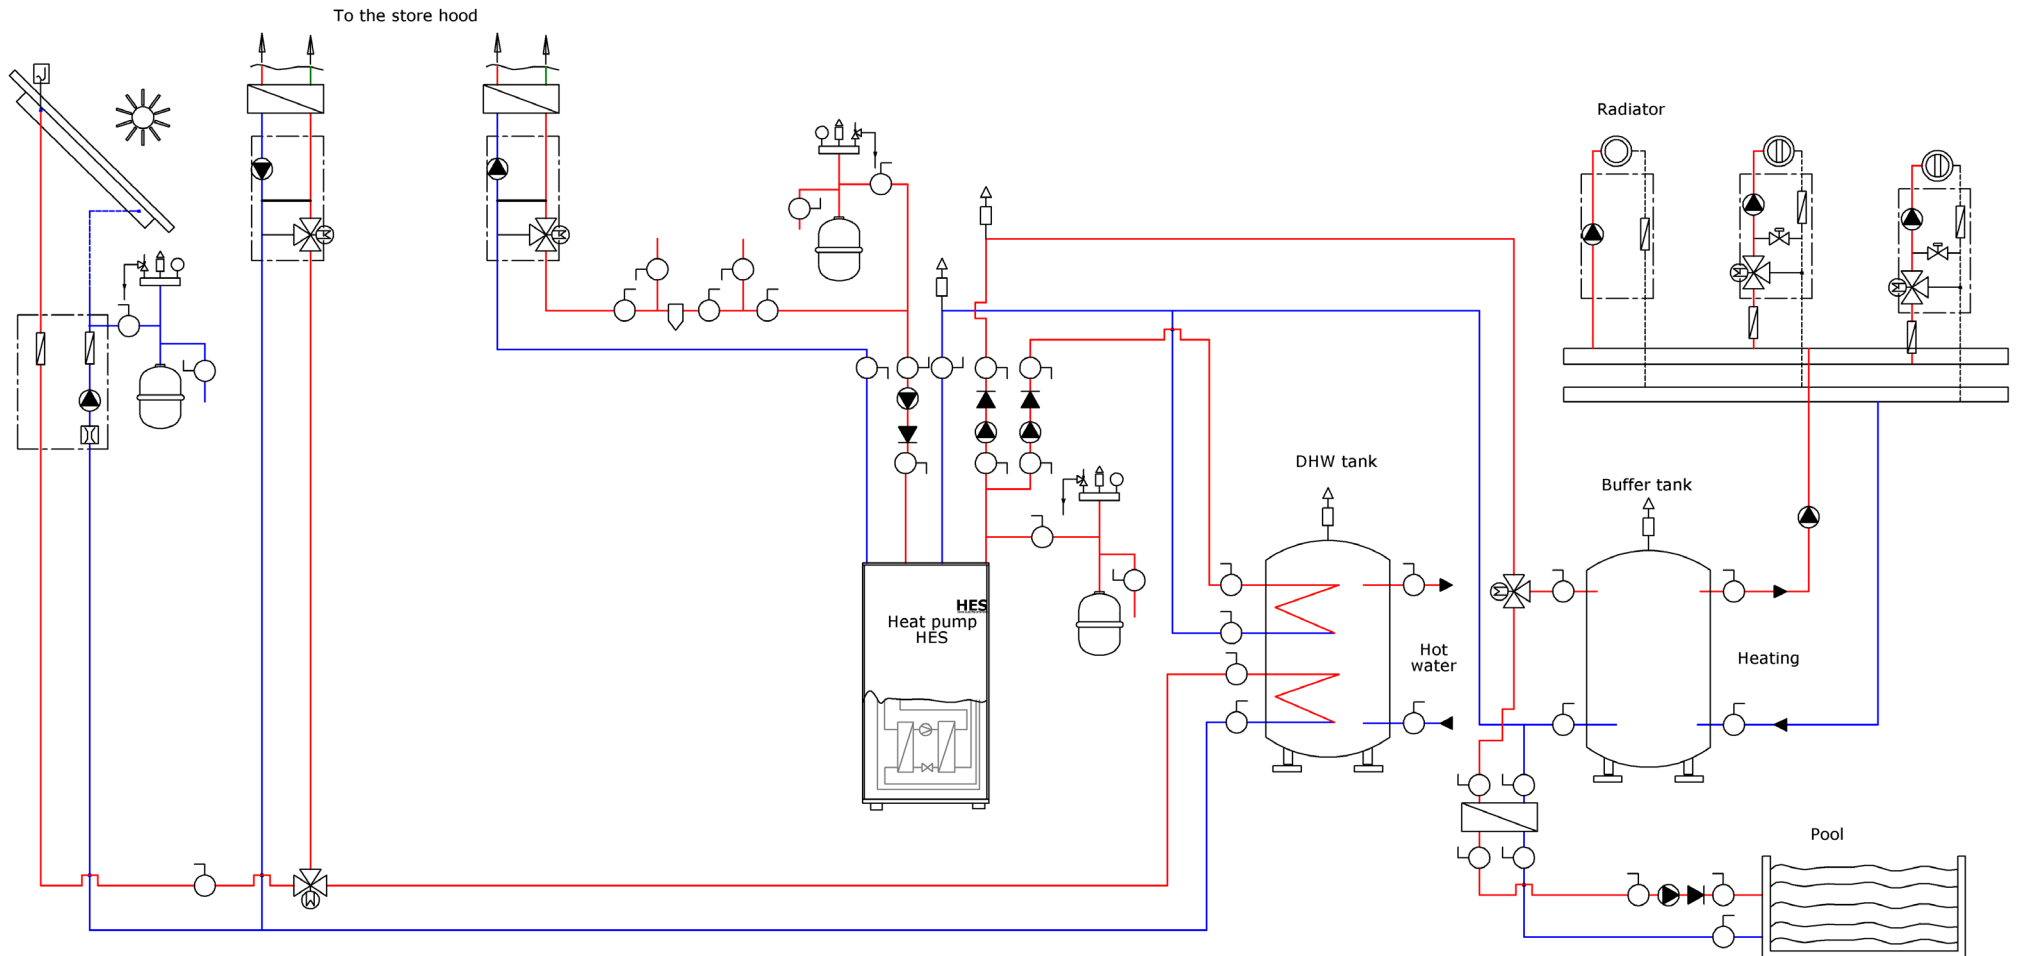 To the store hood
Radiator
DHW tank
Buffer tank
HES
Heat pump
HES
Hot
water
Heating
Pool